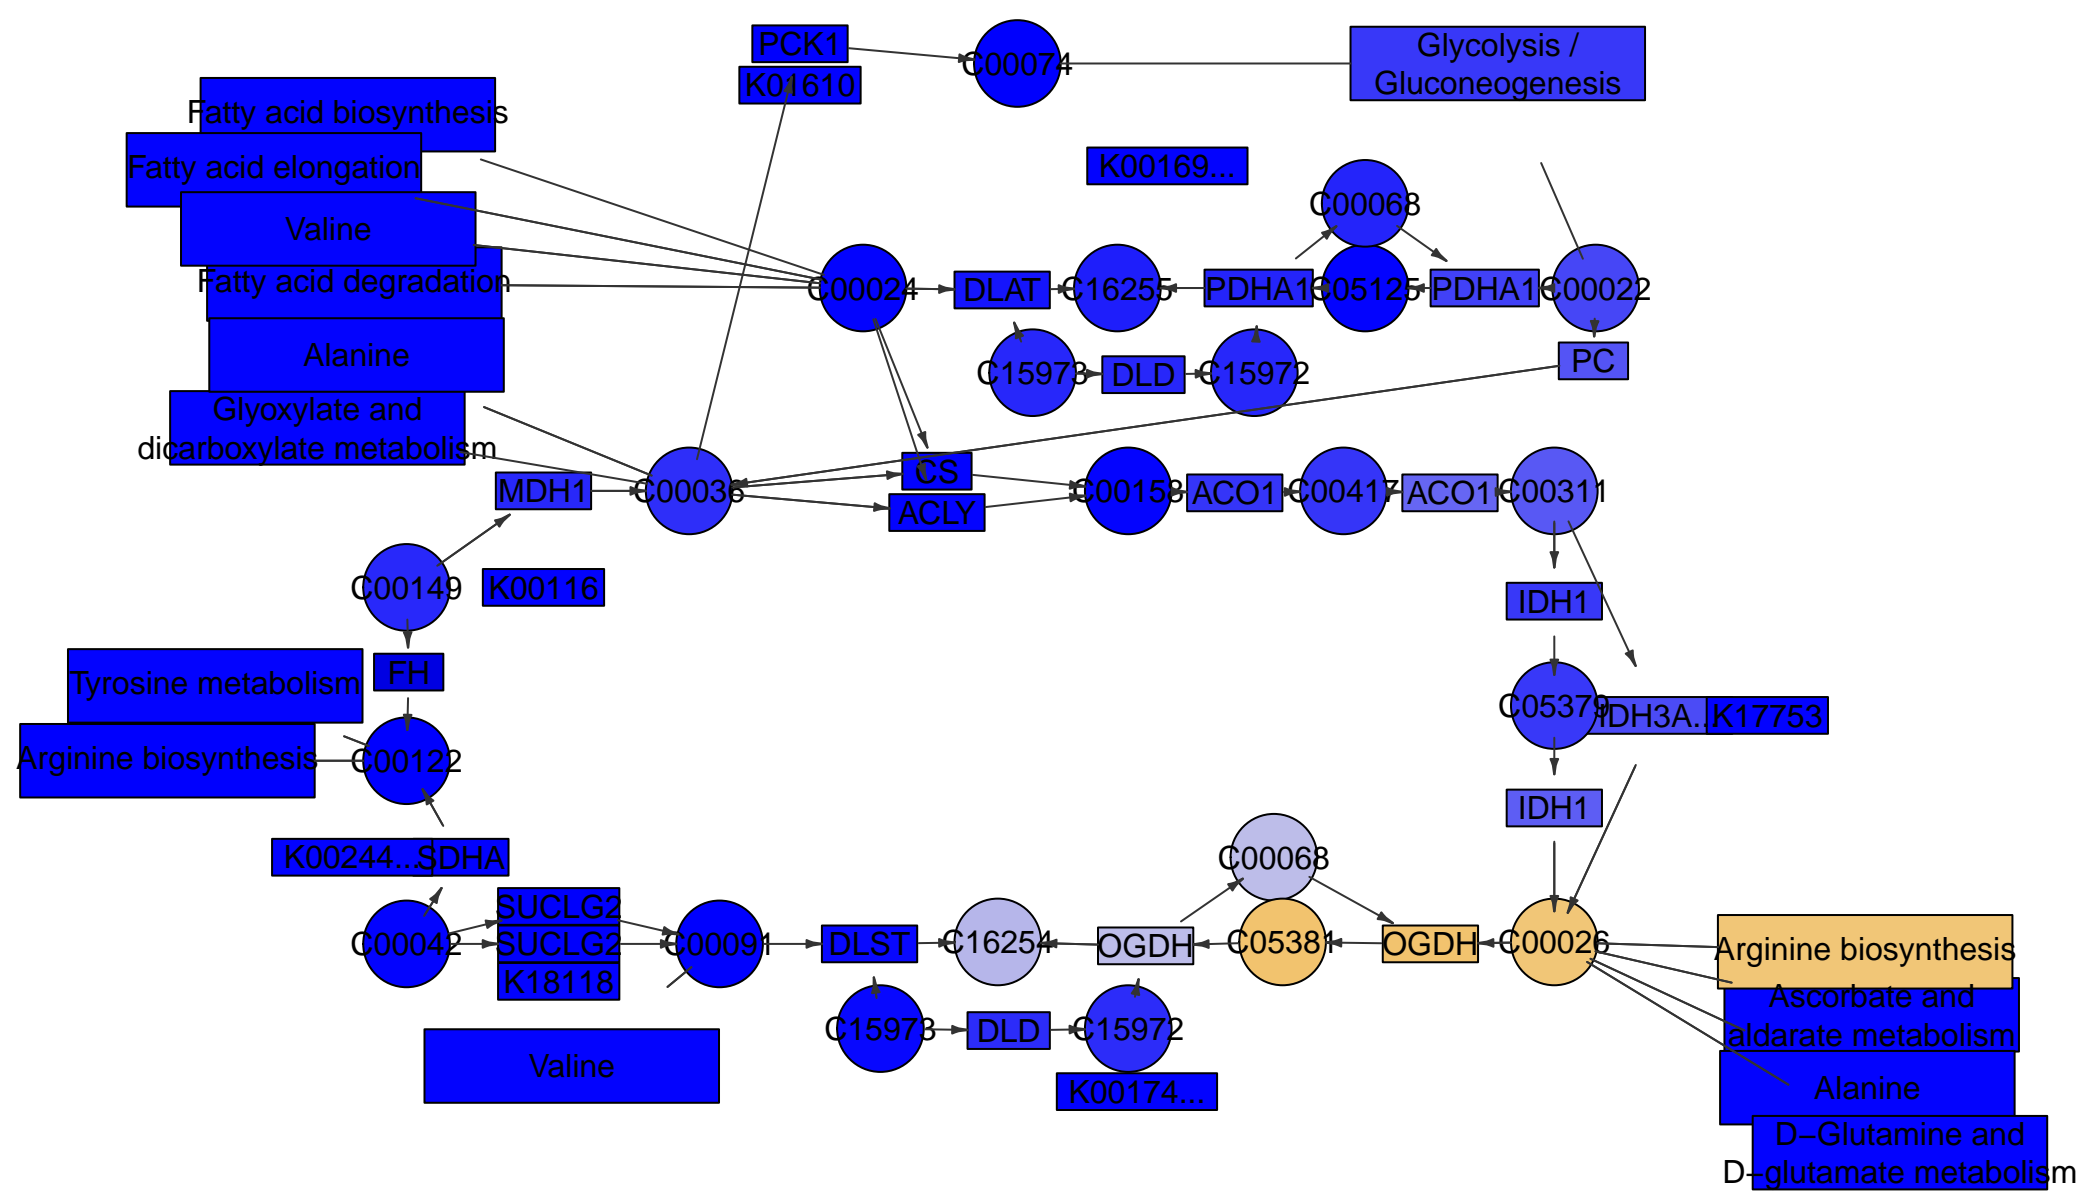 PCK1
C00074
Glycolysis /
Gluconeogenesis
K01610
Fatty acid biosynthesis
Fatty acid elongation
K00169...
C00068
Valine
Fatty acid degradation
C00024
DLAT
C16255
PDHA1
C05125
PDHA1
C00022
Alanine
C15973
DLD
C15972
PC
Glyoxylate and
dicarboxylate metabolism
MDH1
C00036
CS
ACLY
C00158
ACO1
C00417
ACO1
C00311
C00149
K00116
IDH1
Tyrosine metabolism
FH
C05379
IDH3A...
K17753
Arginine biosynthesis
C00122
IDH1
K00244...
SDHA
C00068
SUCLG2
C00042
SUCLG2
C00091
DLST
C16254
OGDH
C05381
OGDH
C00026
Arginine biosynthesis
K18118
Ascorbate and
aldarate metabolism
C15973
DLD
C15972
Valine
K00174...
Alanine
D−Glutamine and
D−glutamate metabolism